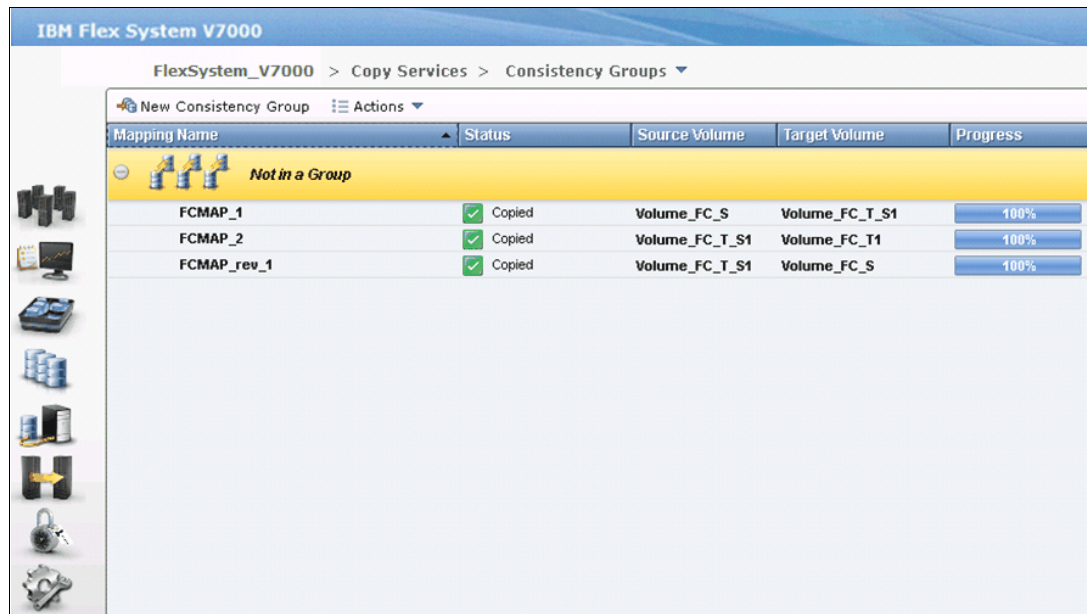 IBM Flex System V7000
FlexSystem_V7000 > Copy Services > Consistency Groups
New Consistency Group Actions
Mapping Name Status Source Volume Target Volume Progress
Not in a Group
FCMAP_1 Copied Volume_FC_S Volume_FC_T_S1 100%
FCMAP_2 Copied Volume_FC_T_S1 Volume_FC_T1 100%
FCMAP_rev_1 Copied Volume_FC_T_S1 Volume_FC_S 100%